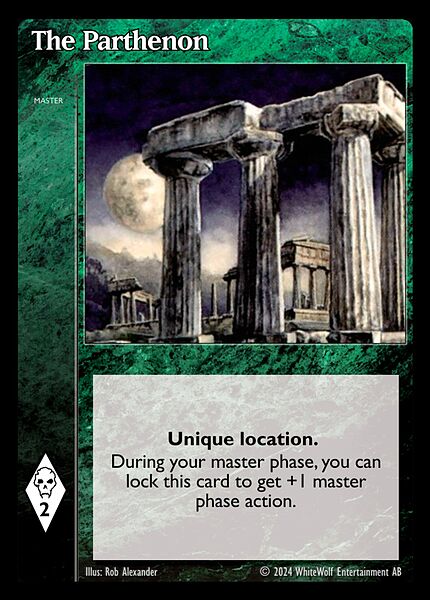 The Parthenon
MASTER
Unique location.
During your master phase, you can
lock this card to get +1 master
phase action.
2
Illus: Rob Alexander © 2024 WhiteWolf Entertainment AB